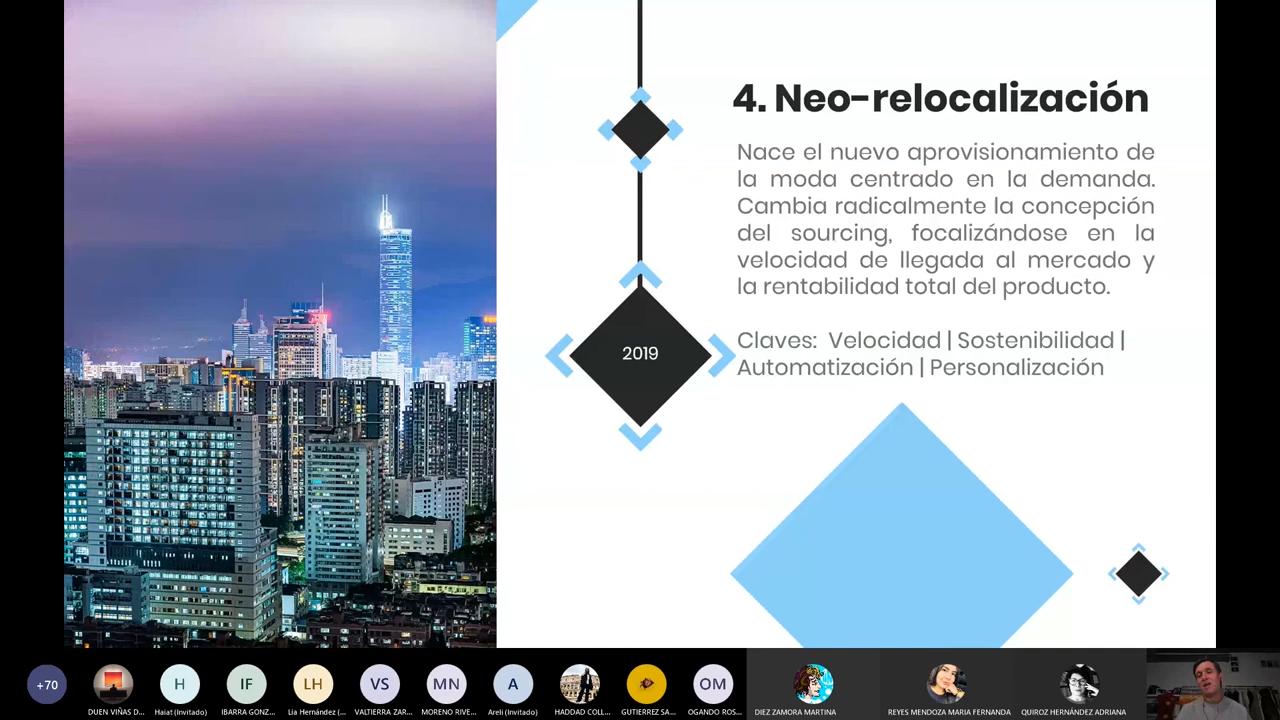 4. Neo-relocalización
Nace el nuevo aprovisionamiento de
la moda centrado en la demanda.
Cambia radicalmente la concepción
del sourcing, focalizándose en la
velocidad de llegada al mercado y
la rentabilidad total del producto.
Claves: Velocidad | Sostenibilidad |
Automatización | Personalización
2019
+70
H
IF
LH
VS
MN
A
OM
DUEN VIÑAS D...
Haiat (Invitado)
IBARRA GONZ...
Lia Hernández (...
VALTIERRA ZAR...
MORENO RIVE...
Areli (Invitado)
HADDAD COLL...
GUTIERREZ SA...
OGANDO ROS...
DIEZ ZAMORA MARTINA
REYES MENDOZA MARIA FERNANDA
QUIROZ HERNÁNDEZ ADRIANA